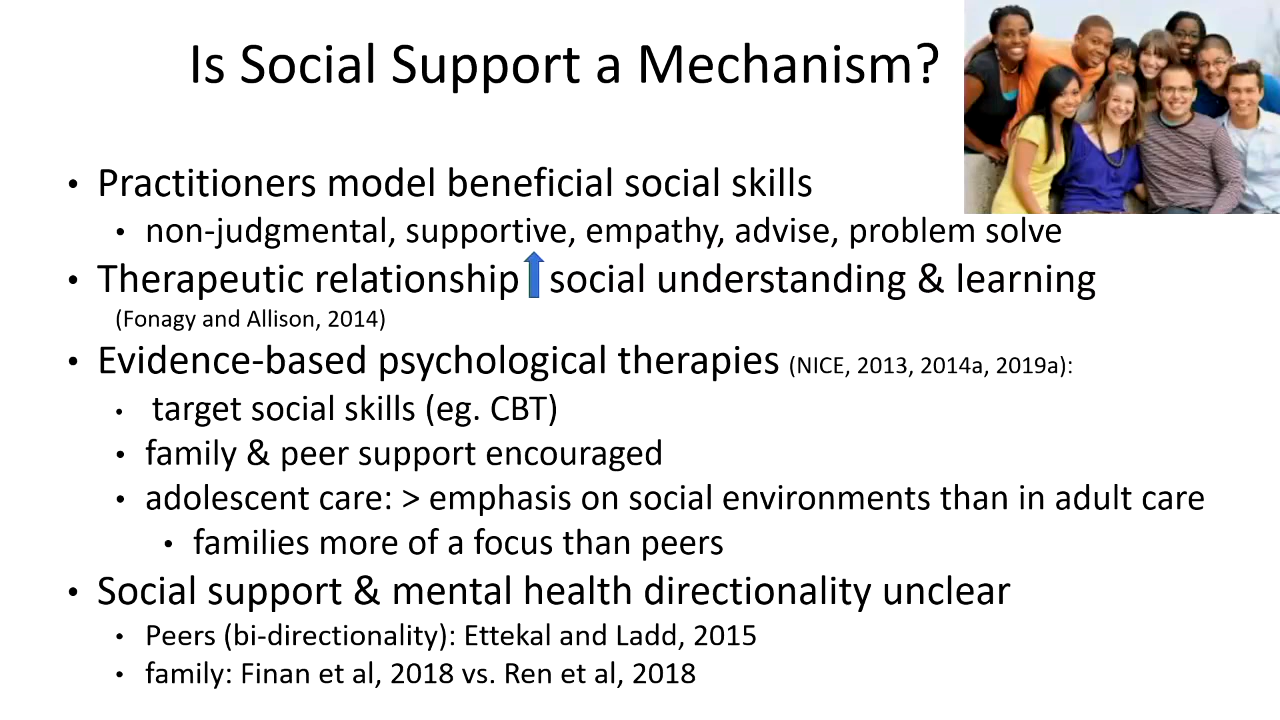 Is Social Support a Mechanism?
• Practitioners model beneficial social skills
• non-judgmental, supportive, empathy, advise, problem solve
• Therapeutic relationship social understanding & learning
(Fonagy and Allison, 2014)
• Evidence-based psychological therapies (NICE, 2013, 2014a, 2019a):
• target social skills (eg. CBT)
• family & peer support encouraged
• adolescent care: > emphasis on social environments than in adult care
• families more of a focus than peers
• Social support & mental health directionality unclear
• Peers (bi-directionality): Ettekal and Ladd, 2015
• family: Finan et al, 2018 vs. Ren et al, 2018